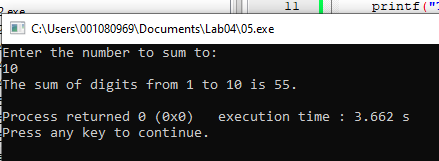 11
printf("
C:\Users\001080969\Documents\Lab04\05.exe
Enter the number to sum to:
10
The sum of digits from 1 to 10 is 55.
Process returned 0 (0x0)   execution time : 3.662 s
Press any key to continue.